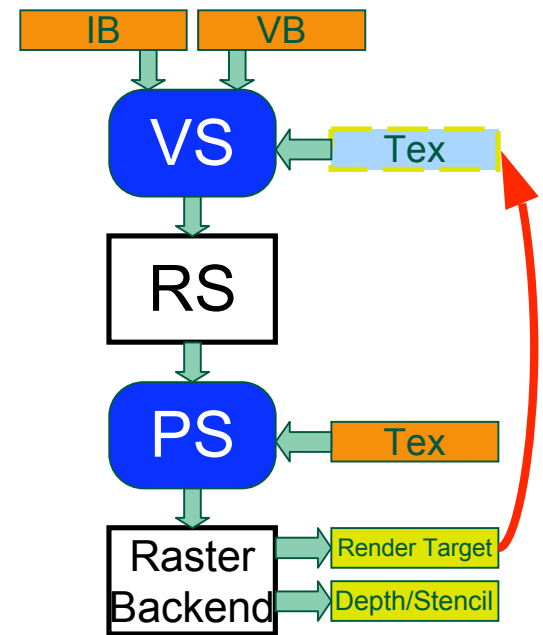 IB
VB
VS
Tex
RS
PS
Tex
Raster
Backend
Render Target
Depth/Stencil